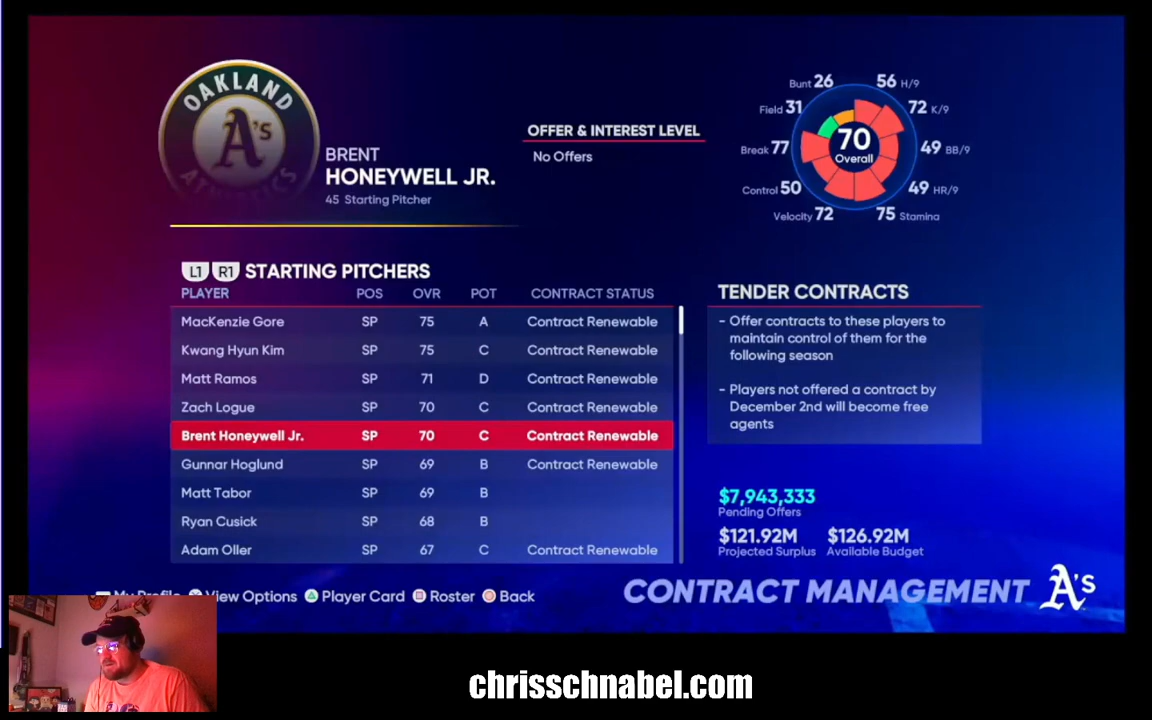 OAKLAND
A's
ATHLETICS
BRENT
HONEYWELL JR.
45 Starting Pitcher
OFFER & INTEREST LEVEL
No Offers
Bunt 26
56 H/9
Field 31
72 K/9
Break 77
70
Overall
49 BB/9
Control 50
49 HR/9
Velocity 72
75 Stamina
L1 R1 STARTING PITCHERS
PLAYER POS OVR POT CONTRACT STATUS
MacKenzie Gore SP 75 A Contract Renewable
Kwang Hyun Kim SP 75 C Contract Renewable
Matt Ramos SP 71 D Contract Renewable
Zach Logue SP 70 C Contract Renewable
Brent Honeywell Jr. SP 70 C Contract Renewable
Gunnar Hoglund SP 69 B Contract Renewable
Matt Tabor SP 69 B
Ryan Cusick SP 68 B
Adam Oller SP 67 C Contract Renewable
TENDER CONTRACTS
- Offer contracts to these players to
maintain control of them for the
following season
- Players not offered a contract by
December 2nd will become free
agents
$7,943,333
Pending Offers
$121.92M $126.92M
Projected Surplus Available Budget
My Profile View Options Player Card Roster Back
CONTRACT MANAGEMENT A's
chrisschnabel.com